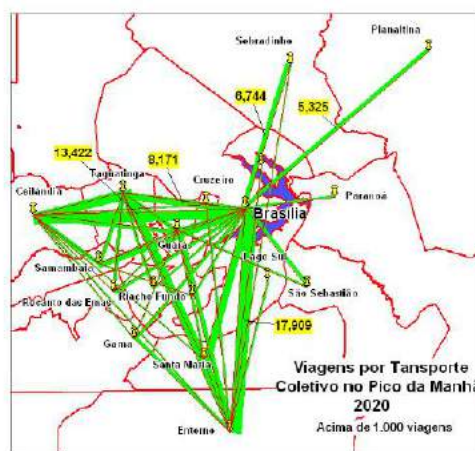 Planaltina
Sobradinho
6,744
5,325
13,422
8,171
Taguatinga
Cruzeiro
Ceilândia
Paranoá
Brasília
Guará
Lago Sul
Samambaia
São Sebastião
Recanto das Emas
Riacho Fundo
Gama
17,909
Santa Maria
Viagens por Transporte
Coletivo no Pico da Manhã
2020
Entorno
Acima de 1.000 viagens